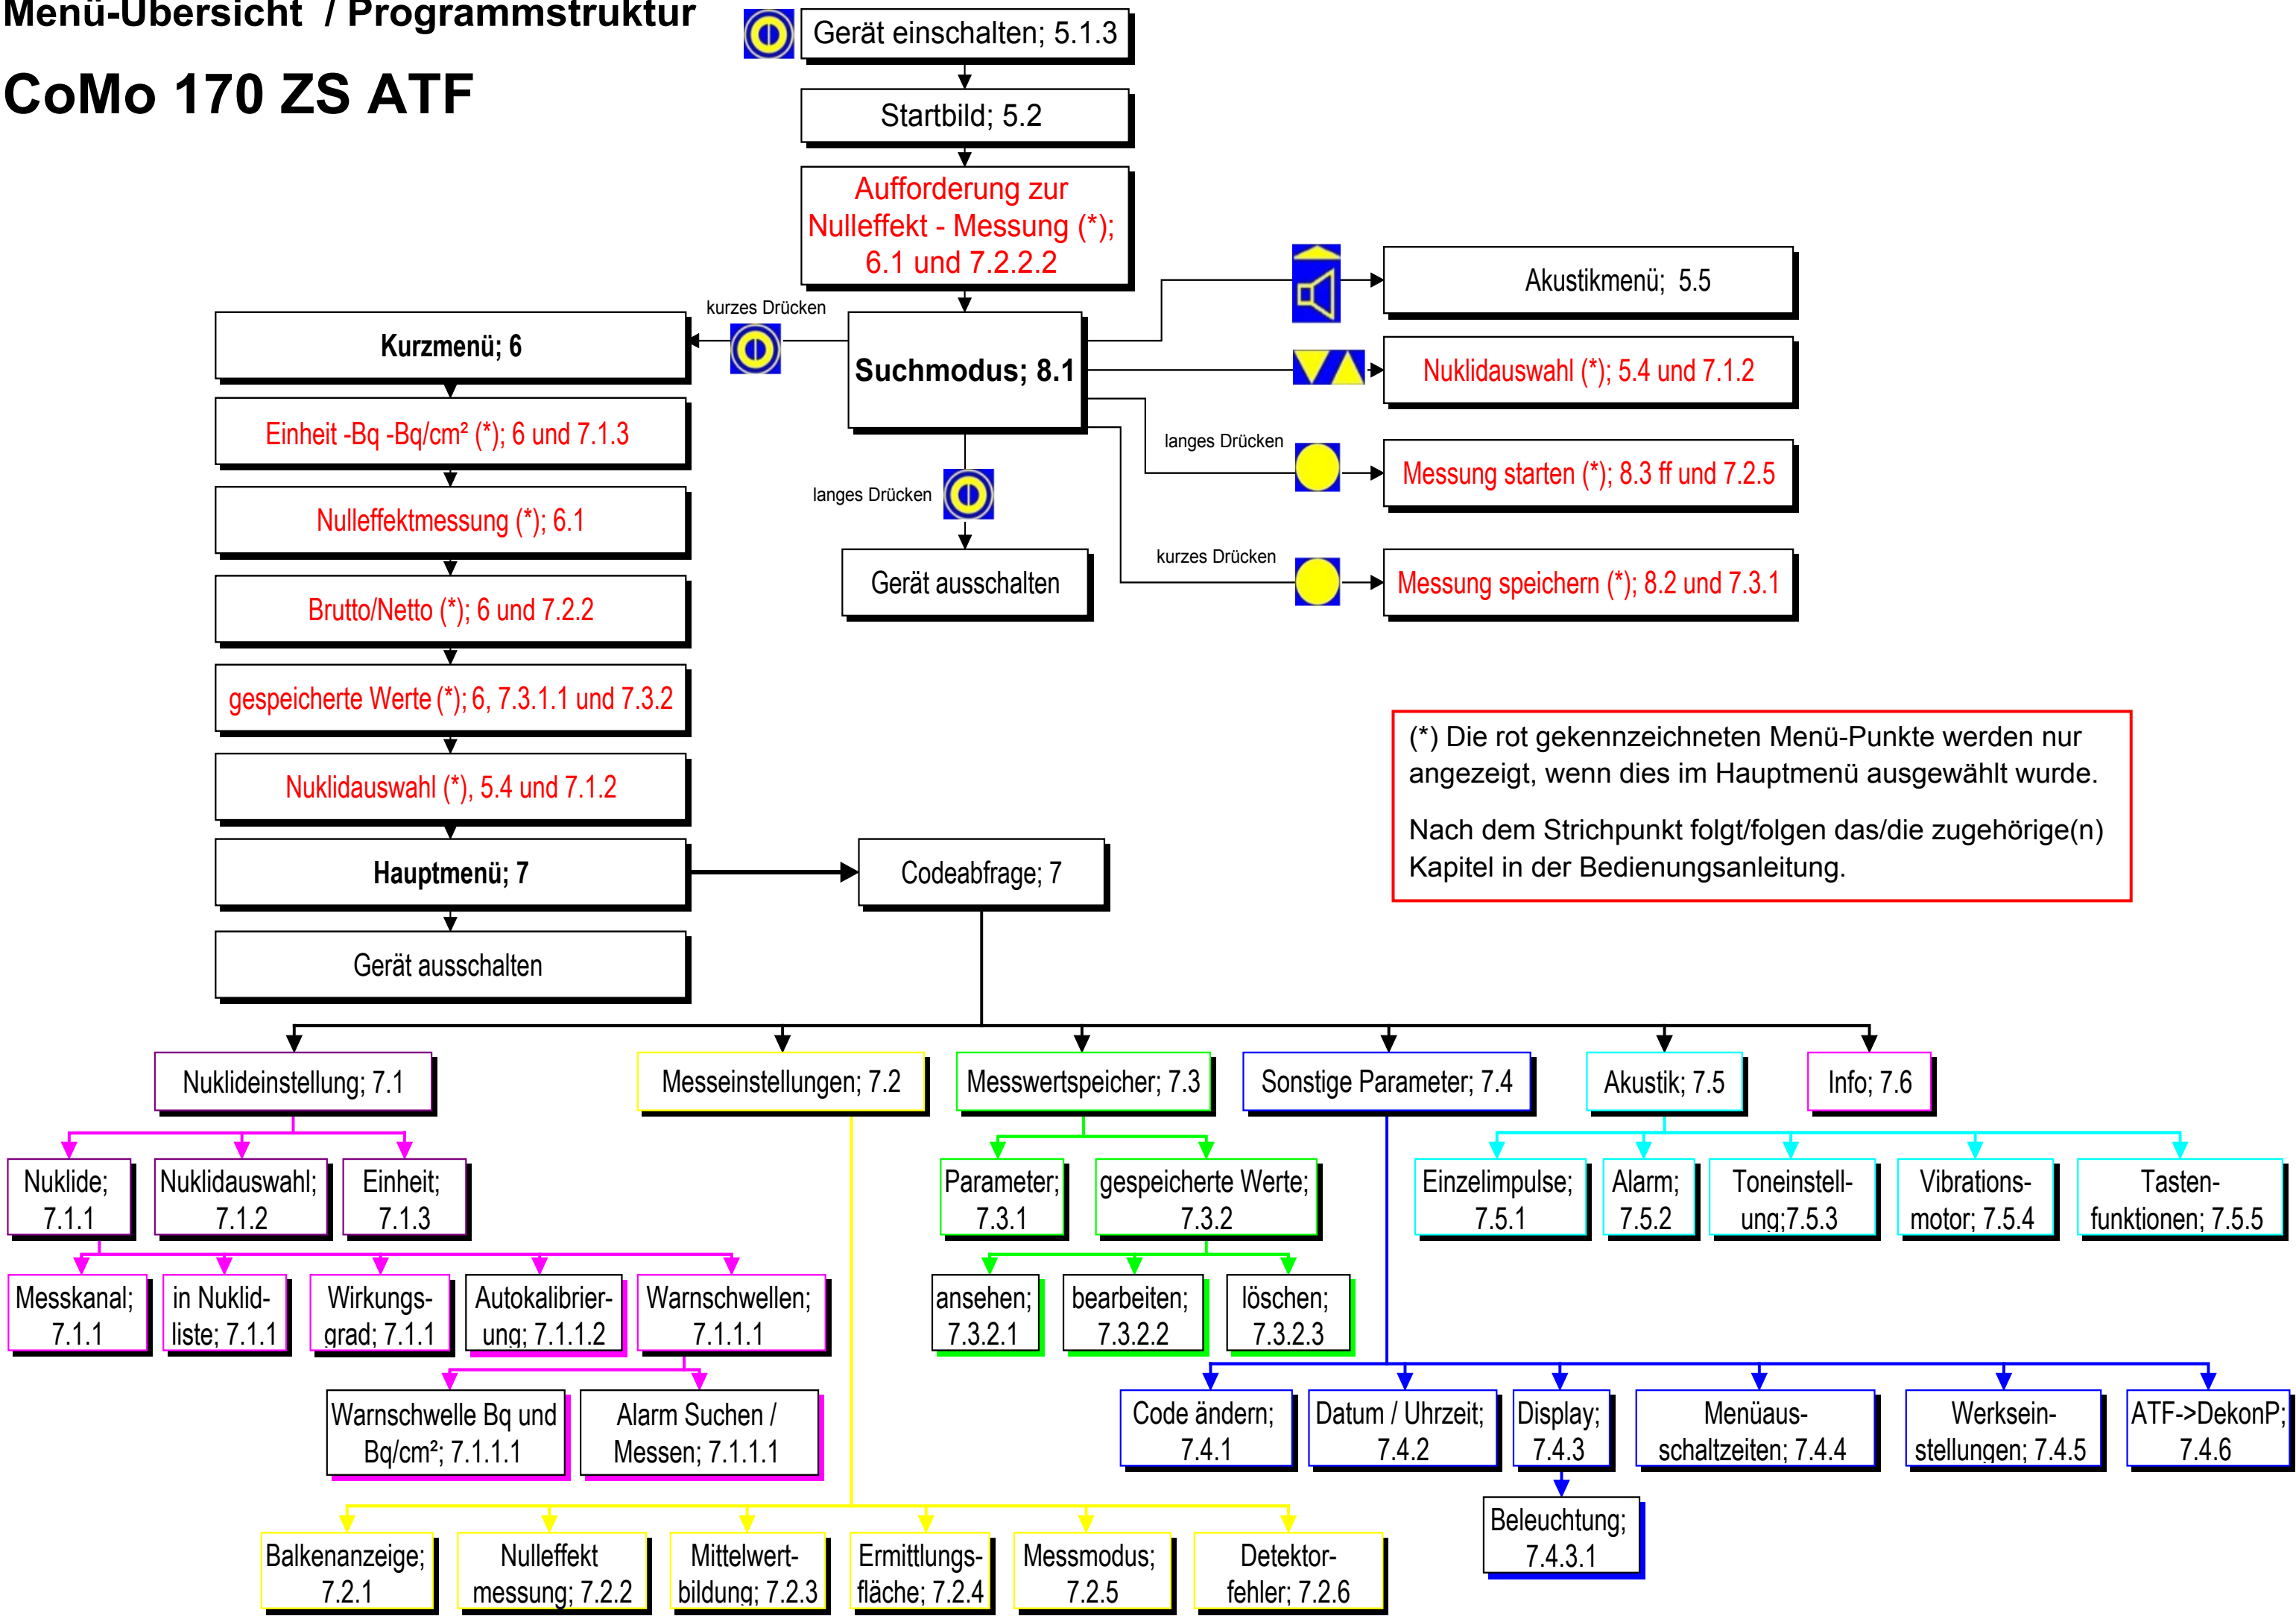 Menü-Übersicht / Programmstruktur
CoMo 170 ZS ATF
Gerät einschalten; 5.1.3
Startbild; 5.2
Aufforderung zur
Nulleffekt - Messung (*);
6.1 und 7.2.2.2
kurzes Drücken
Kurzmenü; 6
Suchmodus; 8.1
Akustikmenü; 5.5
Nuklidauswahl (*); 5.4 und 7.1.2
langes Drücken
Messung starten (*); 8.3 ff und 7.2.5
kurzes Drücken
Messung speichern (*); 8.2 und 7.3.1
langes Drücken
Gerät ausschalten
Einheit -Bq -Bq/cm² (*); 6 und 7.1.3
Nulleffektmessung (*); 6.1
Brutto/Netto (*); 6 und 7.2.2
gespeicherte Werte (*); 6, 7.3.1.1 und 7.3.2
Nuklidauswahl (*), 5.4 und 7.1.2
Hauptmenü; 7
Codeabfrage; 7
Gerät ausschalten
(*) Die rot gekennzeichneten Menü-Punkte werden nur
angezeigt, wenn dies im Hauptmenü ausgewählt wurde.
Nach dem Strichpunkt folgt/folgen das/die zugehörige(n)
Kapitel in der Bedienungsanleitung.
Nuklideinstellung; 7.1
Messeinstellungen; 7.2
Messwertspeicher; 7.3
Sonstige Parameter; 7.4
Akustik; 7.5
Info; 7.6
Nuklide;
7.1.1
Nuklidauswahl;
7.1.2
Einheit;
7.1.3
Parameter;
7.3.1
gespeicherte Werte;
7.3.2
Einzelimpulse;
7.5.1
Alarm;
7.5.2
Toneinstell-
ung;7.5.3
Vibrations-
motor; 7.5.4
Tasten-
funktionen; 7.5.5
Messkanal;
7.1.1
in Nuklid-
liste; 7.1.1
Wirkungs-
grad; 7.1.1
Autokalibrier-
ung; 7.1.1.2
Warnschwellen;
7.1.1.1
ansehen;
7.3.2.1
bearbeiten;
7.3.2.2
löschen;
7.3.2.3
Warnschwelle Bq und
Bq/cm²; 7.1.1.1
Alarm Suchen /
Messen; 7.1.1.1
Code ändern;
7.4.1
Datum / Uhrzeit;
7.4.2
Display;
7.4.3
Menüaus-
schaltzeiten; 7.4.4
Werksein-
stellungen; 7.4.5
ATF->DekonP;
7.4.6
Beleuchtung;
7.4.3.1
Balkenanzeige;
7.2.1
Nulleffekt
messung; 7.2.2
Mittelwert-
bildung; 7.2.3
Ermittlungs-
fläche; 7.2.4
Messmodus;
7.2.5
Detektor-
fehler; 7.2.6